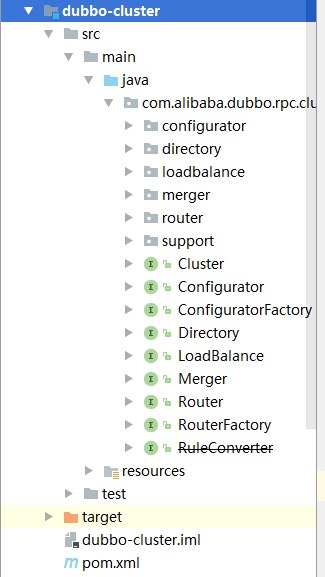 dubbo-cluster
src
main
java
com.alibaba.dubbo.rpc.clu
configurator
directory
loadbalance
merger
router
support
I Cluster
I Configurator
I ConfiguratorFactory
I Directory
I LoadBalance
I Merger
I Router
I RouterFactory
I RuleConverter
resources
test
target
dubbo-cluster.iml
m pom.xml